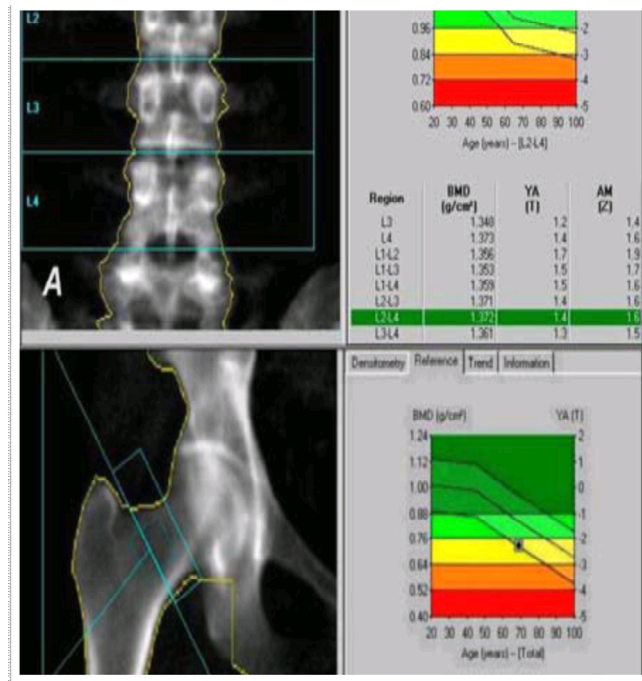 L2
L3
L4
A
0.96
0.84
0.72
0.60
-2
-3
-4
-5
20 30 40 50 60 70 80 90 100
Age (years) - [L2-L4]
Region BMD (g/cm²) YA (T) AM (Z)
L3 1.348 1.2 1.4
L4 1.373 1.4 1.6
L1-L2 1.356 1.7 1.9
L1-L3 1.353 1.5 1.7
L1-L4 1.359 1.5 1.6
L2-L3 1.371 1.4 1.6
L2-L4 1.372 1.4 1.6
L3-L4 1.361 1.3 1.5
Densitometry Reference Trend Information
BMD (g/cm²) YA (T)
1.24 2
1.12 1
1.00 0
0.88 -1
0.76 -2
0.64 -3
0.52 -4
0.40 -5
20 30 40 50 60 70 80 90 100
Age (years) - [Total]